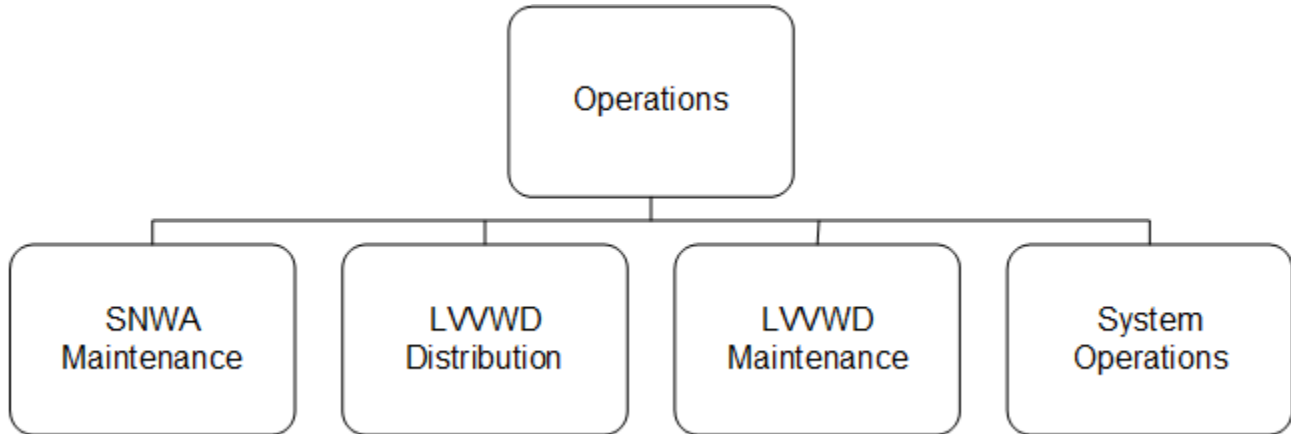 Operations
SNWA
Maintenance
LVVWD
Distribution
LVVWD
Maintenance
System
Operations